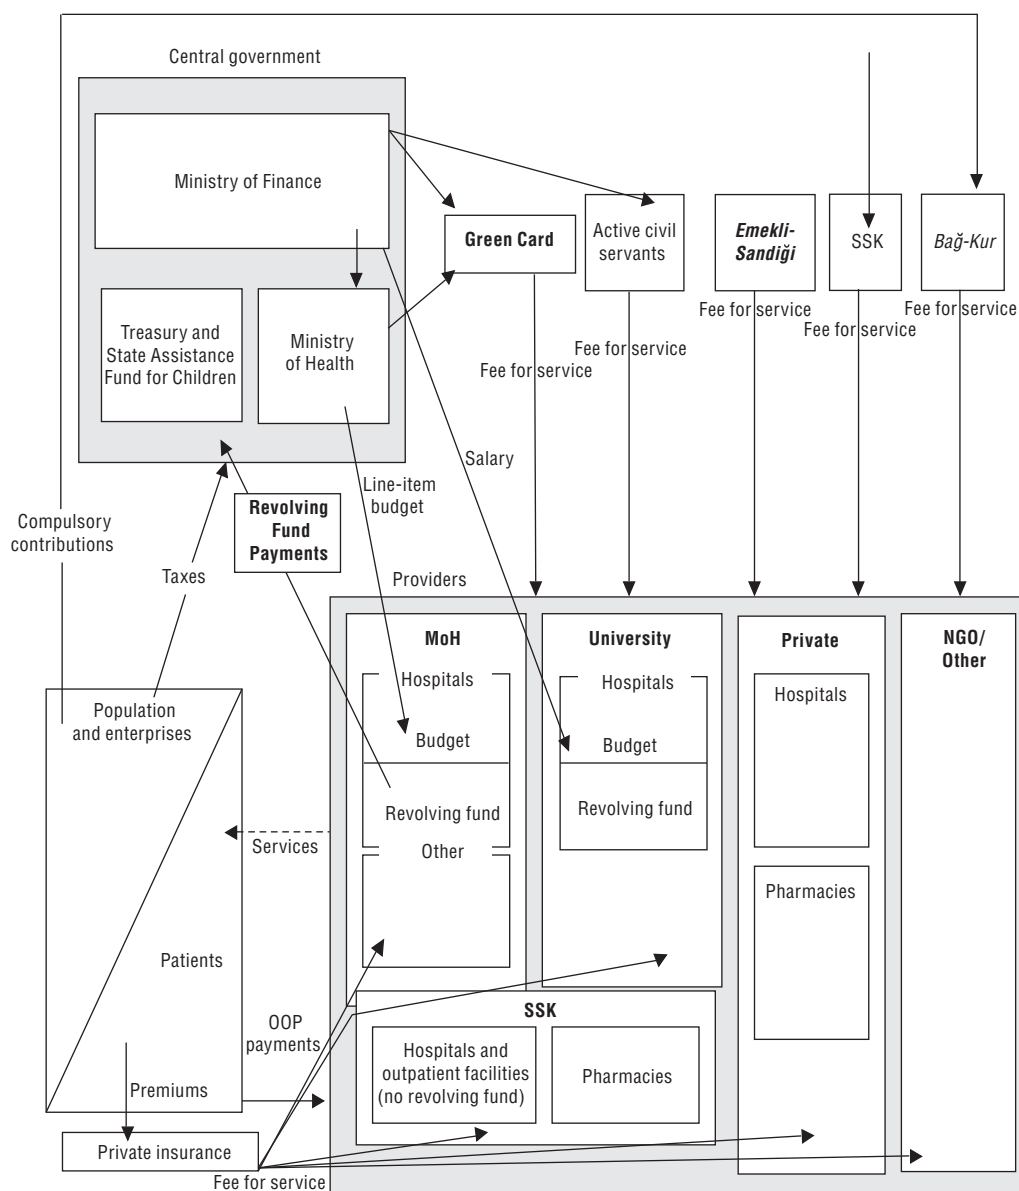 Central government
Ministry of Finance
Green Card
Active civil
servants
Emekli-
Sandiği
SSK
Bağ-Kur
Treasury and
State Assistance
Fund for Children
Ministry
of Health
Fee for service
Fee for service
Fee for service
Fee for service
Fee for service
Salary
Line-item
budget
Revolving
Fund
Payments
Compulsory
contributions
Taxes
Providers
MoH
Hospitals
Budget
Revolving fund
Other
University
Hospitals
Budget
Revolving fund
Private
Hospitals
Pharmacies
NGO/
Other
Population
and enterprises
Services
Patients
OOP
payments
SSK
Hospitals and
outpatient facilities
(no revolving fund)
Pharmacies
Premiums
Private insurance
Fee for service